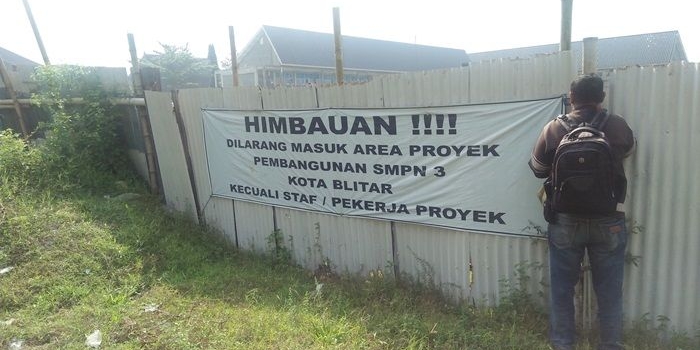 HIMBAUAN !!!!
DILARANG MASUK AREA PROYEK
PEMBANGUNAN SMPN 3
KOTA BLITAR
KECUALI STAF / PEKERJA PROYEK